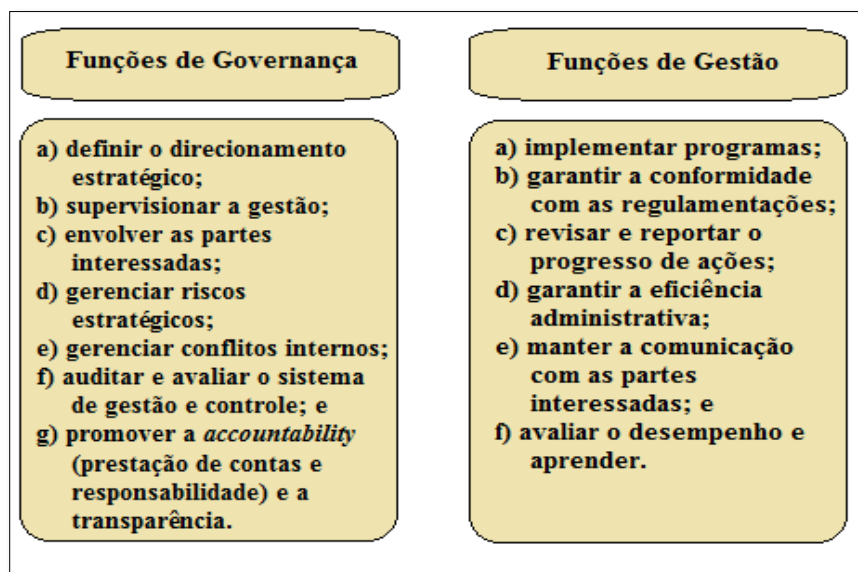 Funções de Governança
a) definir o direcionamento
estratégico;
b) supervisionar a gestão;
c) envolver as partes
interessadas;
d) gerenciar riscos
estratégicos;
e) gerenciar conflitos internos;
f) auditar e avaliar o sistema
de gestão e controle; e
g) promover a accountability
(prestação de contas e
responsabilidade) e a
transparência.
Funções de Gestão
a) implementar programas;
b) garantir a conformidade
com as regulamentações;
c) revisar e reportar o
progresso de ações;
d) garantir a eficiência
administrativa;
e) manter a comunicação
com as partes
interessadas; e
f) avaliar o desempenho e
aprender.